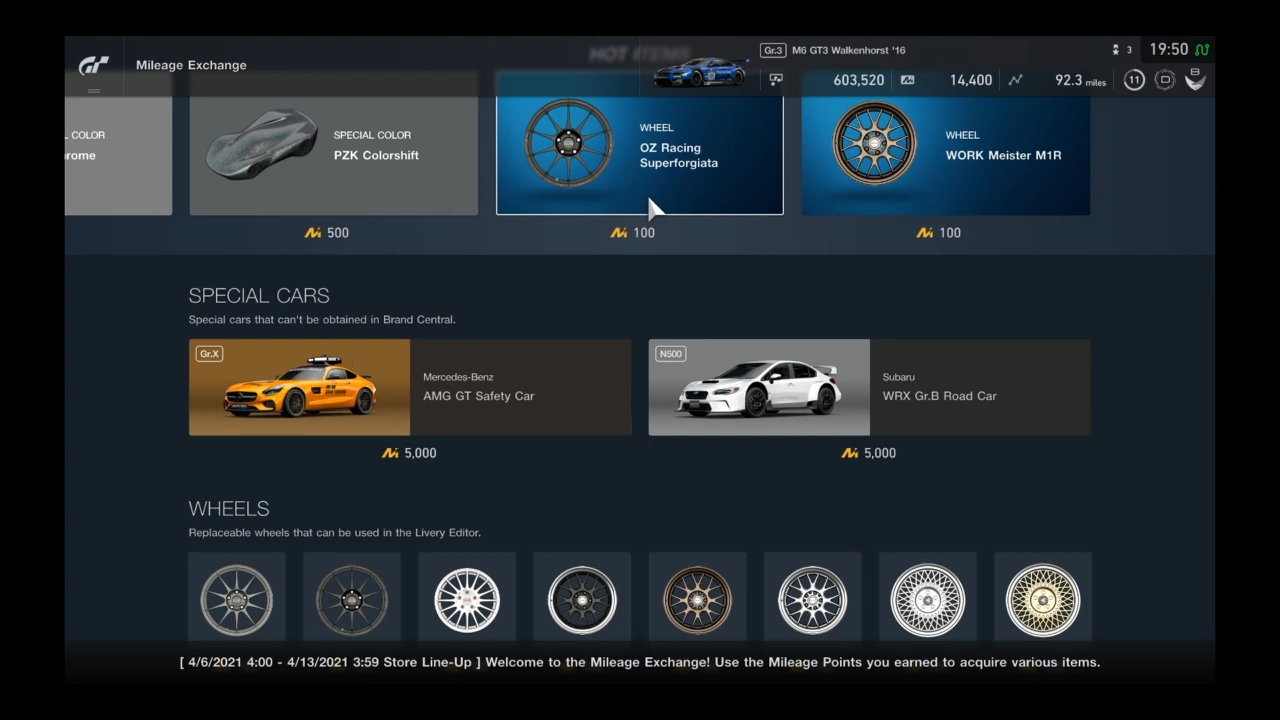 HOT ITEMS
Gr.3 M6 GT3 Walkenhorst '16
3 19:50
Mileage Exchange
603,520 14,400 92.3 miles 11 B
COLOR
rome
SPECIAL COLOR
PZK Colorshift
500
WHEEL
OZ Racing
Superforgiata
100
WHEEL
WORK Meister M1R
100
SPECIAL CARS
Special cars that can't be obtained in Brand Central.
Gr.X
Mercedes-Benz
AMG GT Safety Car
5,000
N500
Subaru
WRX Gr.B Road Car
5,000
WHEELS
Replaceable wheels that can be used in the Livery Editor.
[ 4/6/2021 4:00 - 4/13/2021 3:59 Store Line-Up ] Welcome to the Mileage Exchange! Use the Mileage Points you earned to acquire various items.